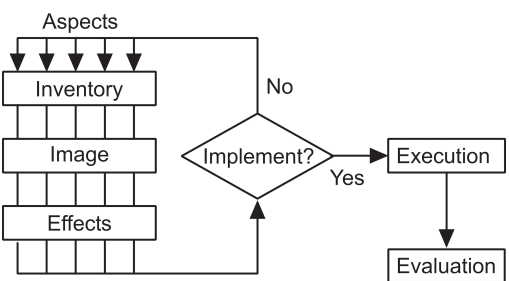 Aspects
Inventory
Image
Effects
No
Implement?
Yes
Execution
Evaluation